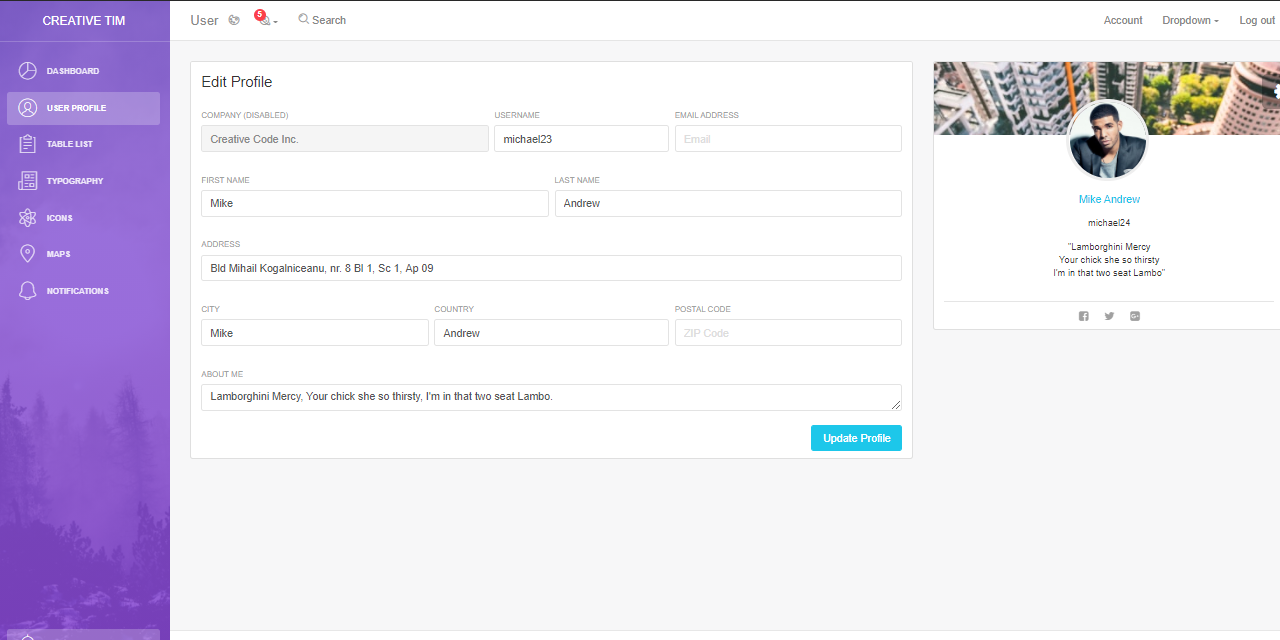 CREATIVE TIM
User
5
Search
Account
Dropdown
Log out
DASHBOARD
USER PROFILE
TABLE LIST
TYPOGRAPHY
ICONS
MAPS
NOTIFICATIONS
Edit Profile
COMPANY (DISABLED)
USERNAME
EMAIL ADDRESS
Creative Code Inc.
michael23
Email
FIRST NAME
LAST NAME
Mike
Andrew
ADDRESS
Bld Mihail Kogalniceanu, nr. 8 Bl 1, Sc 1, Ap 09
CITY
COUNTRY
POSTAL CODE
Mike
Andrew
ZIP Code
ABOUT ME
Lamborghini Mercy, Your chick she so thirsty, I'm in that two seat Lambo.
Update Profile
Mike Andrew
michael24
"Lamborghini Mercy
Your chick she so thirsty
I'm in that two seat Lambo"